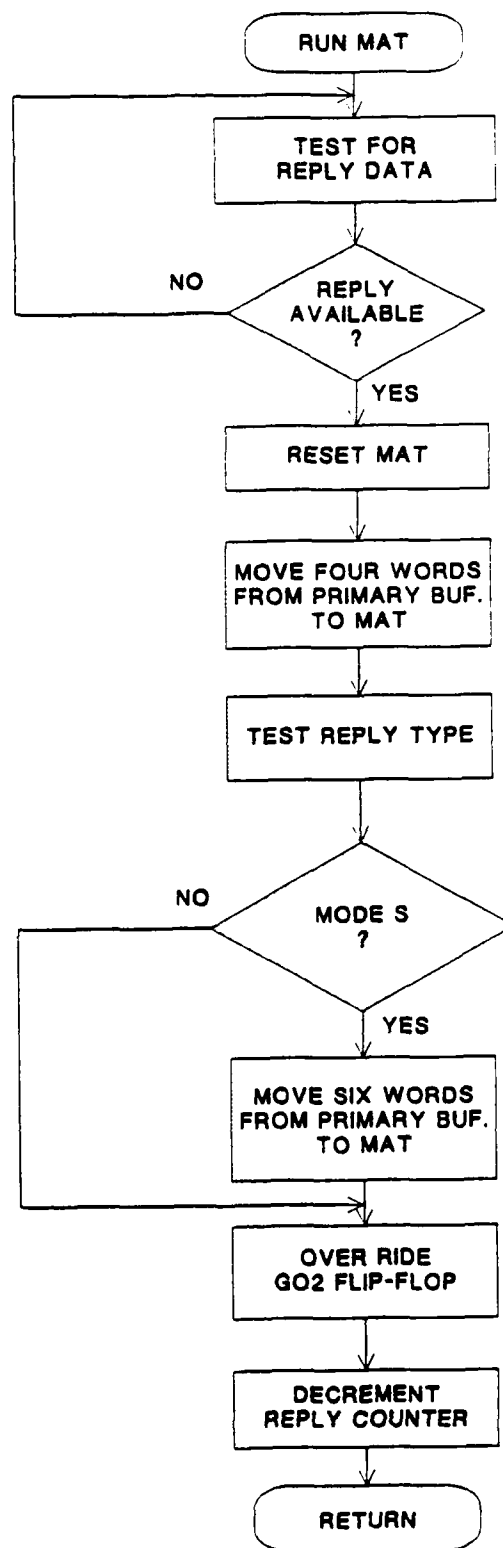 RUN MAT
TEST FOR
REPLY DATA
NO
REPLY
AVAILABLE
?
YES
RESET MAT
MOVE FOUR WORDS
FROM PRIMARY BUF.
TO MAT
TEST REPLY TYPE
NO
MODE S
?
YES
MOVE SIX WORDS
FROM PRIMARY BUF.
TO MAT
OVER RIDE
GO2 FLIP-FLOP
DECREMENT
REPLY COUNTER
RETURN